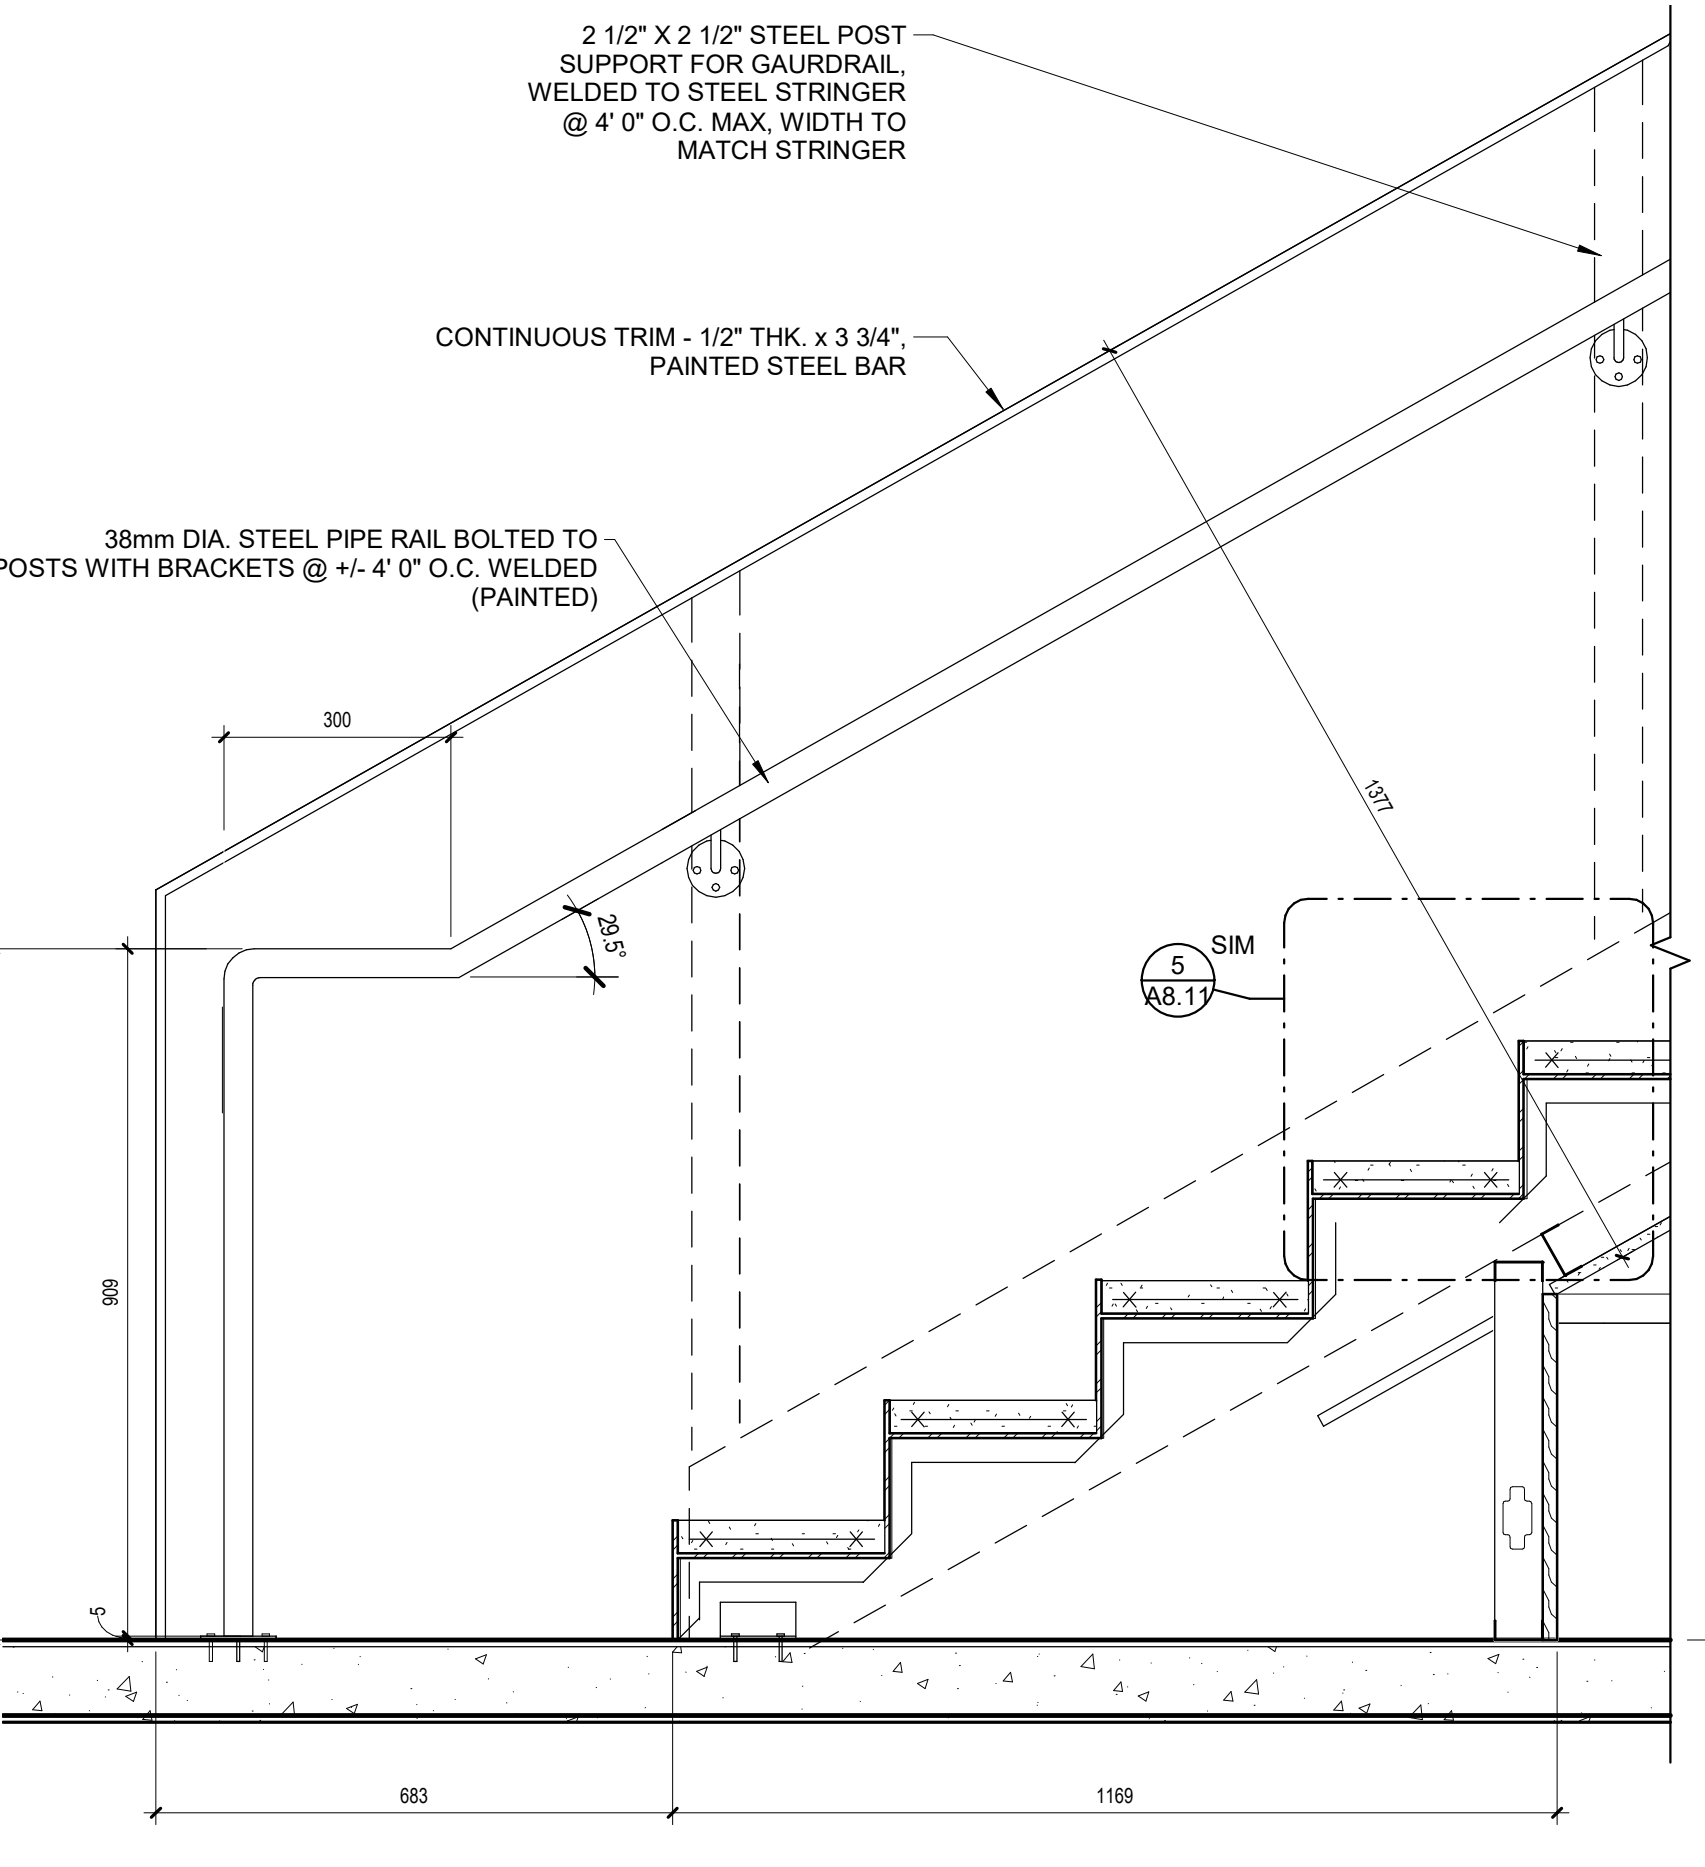 2 1/2" X 2 1/2" STEEL POST
SUPPORT FOR GAURDRAIL,
WELDED TO STEEL STRINGER
@ 4' 0" O.C. MAX, WIDTH TO
MATCH STRINGER
CONTINUOUS TRIM - 1/2" THK. x 3 3/4",
PAINTED STEEL BAR
38mm DIA. STEEL PIPE RAIL BOLTED TO
POSTS WITH BRACKETS @ +/- 4' 0" O.C. WELDED
(PAINTED)
300
1377
29.5°
SIM
5
A8.11
909
5
683
1169